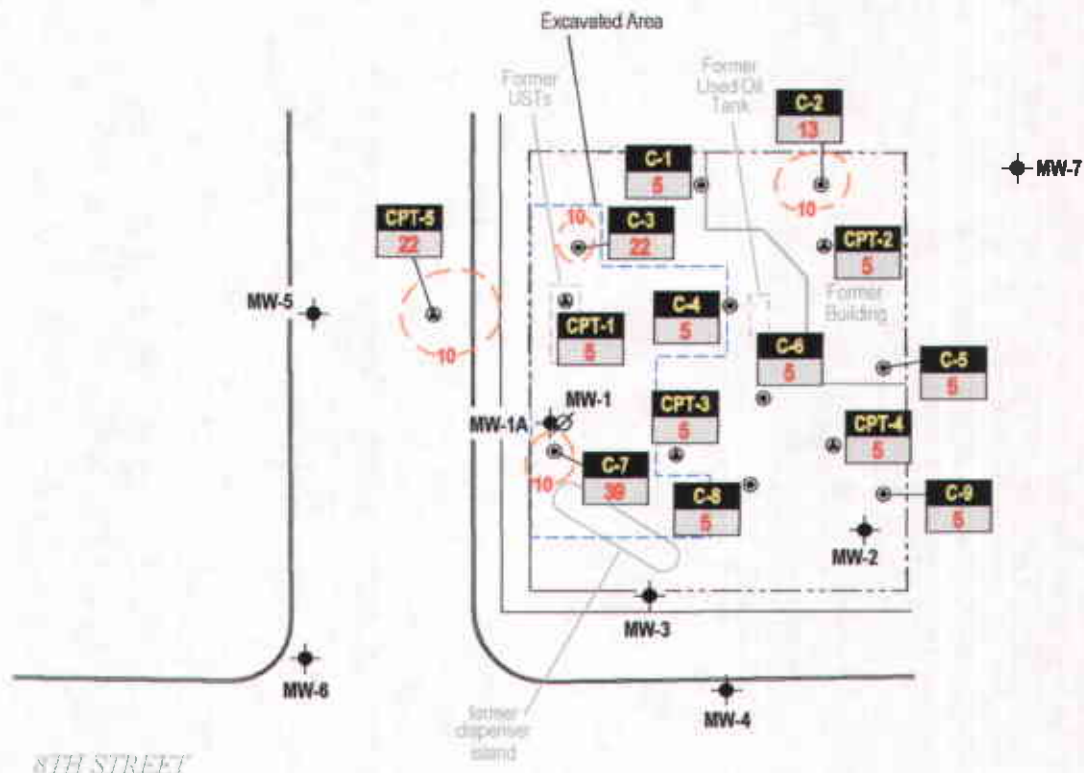 Excavated Area
Former
USTs
Former
Used Oil
Tank
C-2
13
10
C-1
5
MW-7
CPT-5
22
10
10
C-3
22
CPT-2
5
MW-5
CPT-1
5
C-4
5
Former
Building
C-6
5
C-5
5
MW-1
MW-1A
CPT-3
5
CPT-4
5
10
C-7
39
C-8
5
C-9
5
MW-2
MW-3
MW-6
MW-4
former
dispenser
island
8TH STREET